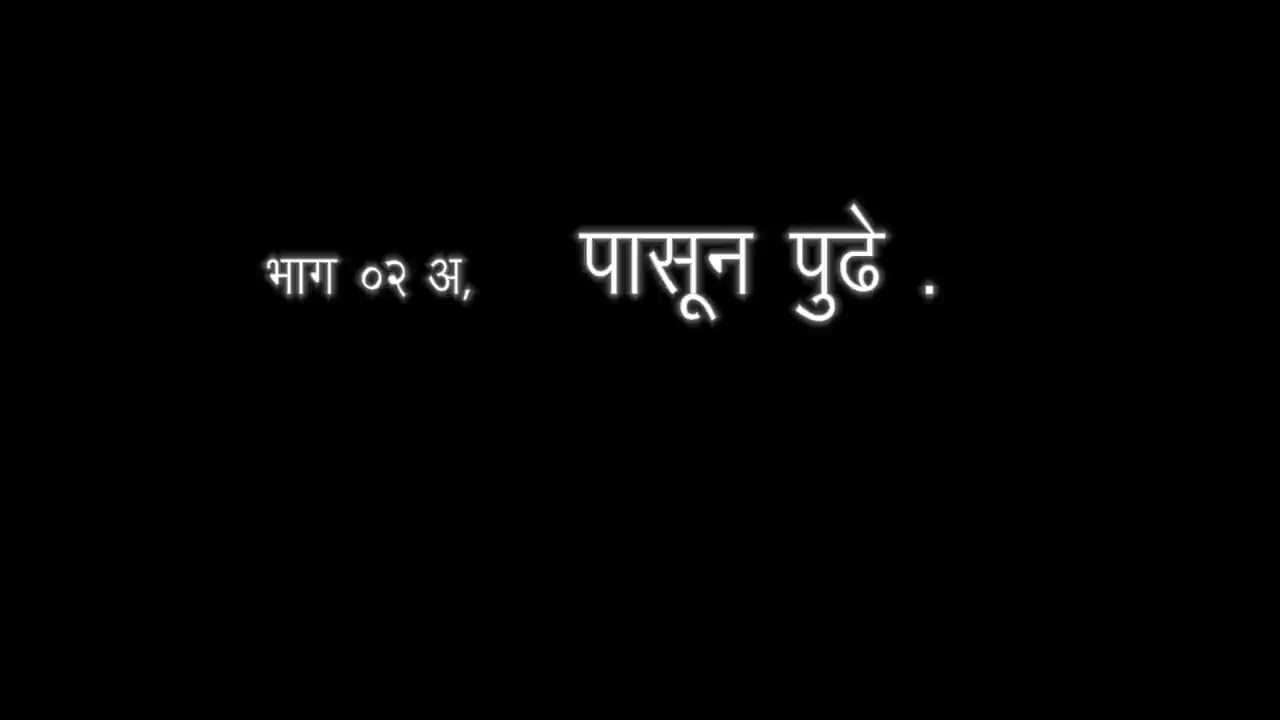 भाग ०२ अ, पासून पुढे .